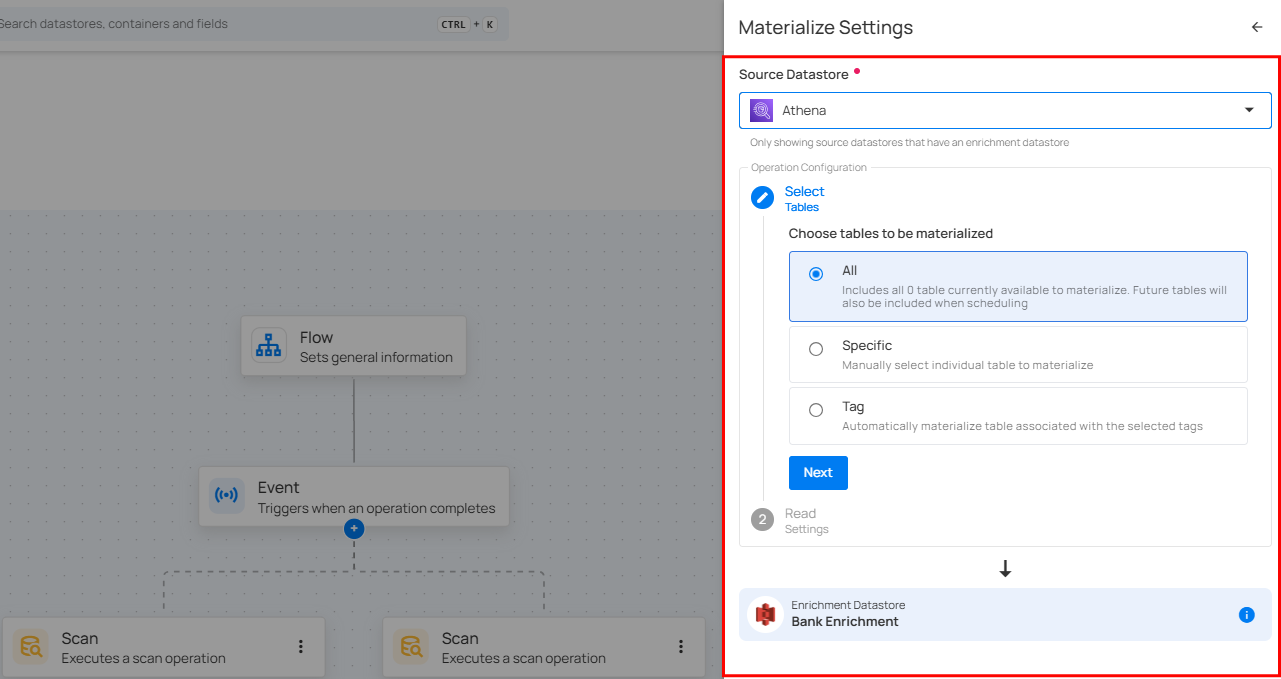 Search datastores, containers and fields
CTRL + K
Materialize Settings
Source Datastore
Athena
Only showing source datastores that have an enrichment datastore
Operation Configuration
Select
Tables
Choose tables to be materialized
All
Includes all 0 table currently available to materialize. Future tables will
also be included when scheduling
Specific
Manually select individual table to materialize
Tag
Automatically materialize table associated with the selected tags
Next
2
Read
Settings
Enrichment Datastore
Bank Enrichment
Flow
Sets general information
Event
Triggers when an operation completes
Scan
Executes a scan operation
Scan
Executes a scan operation